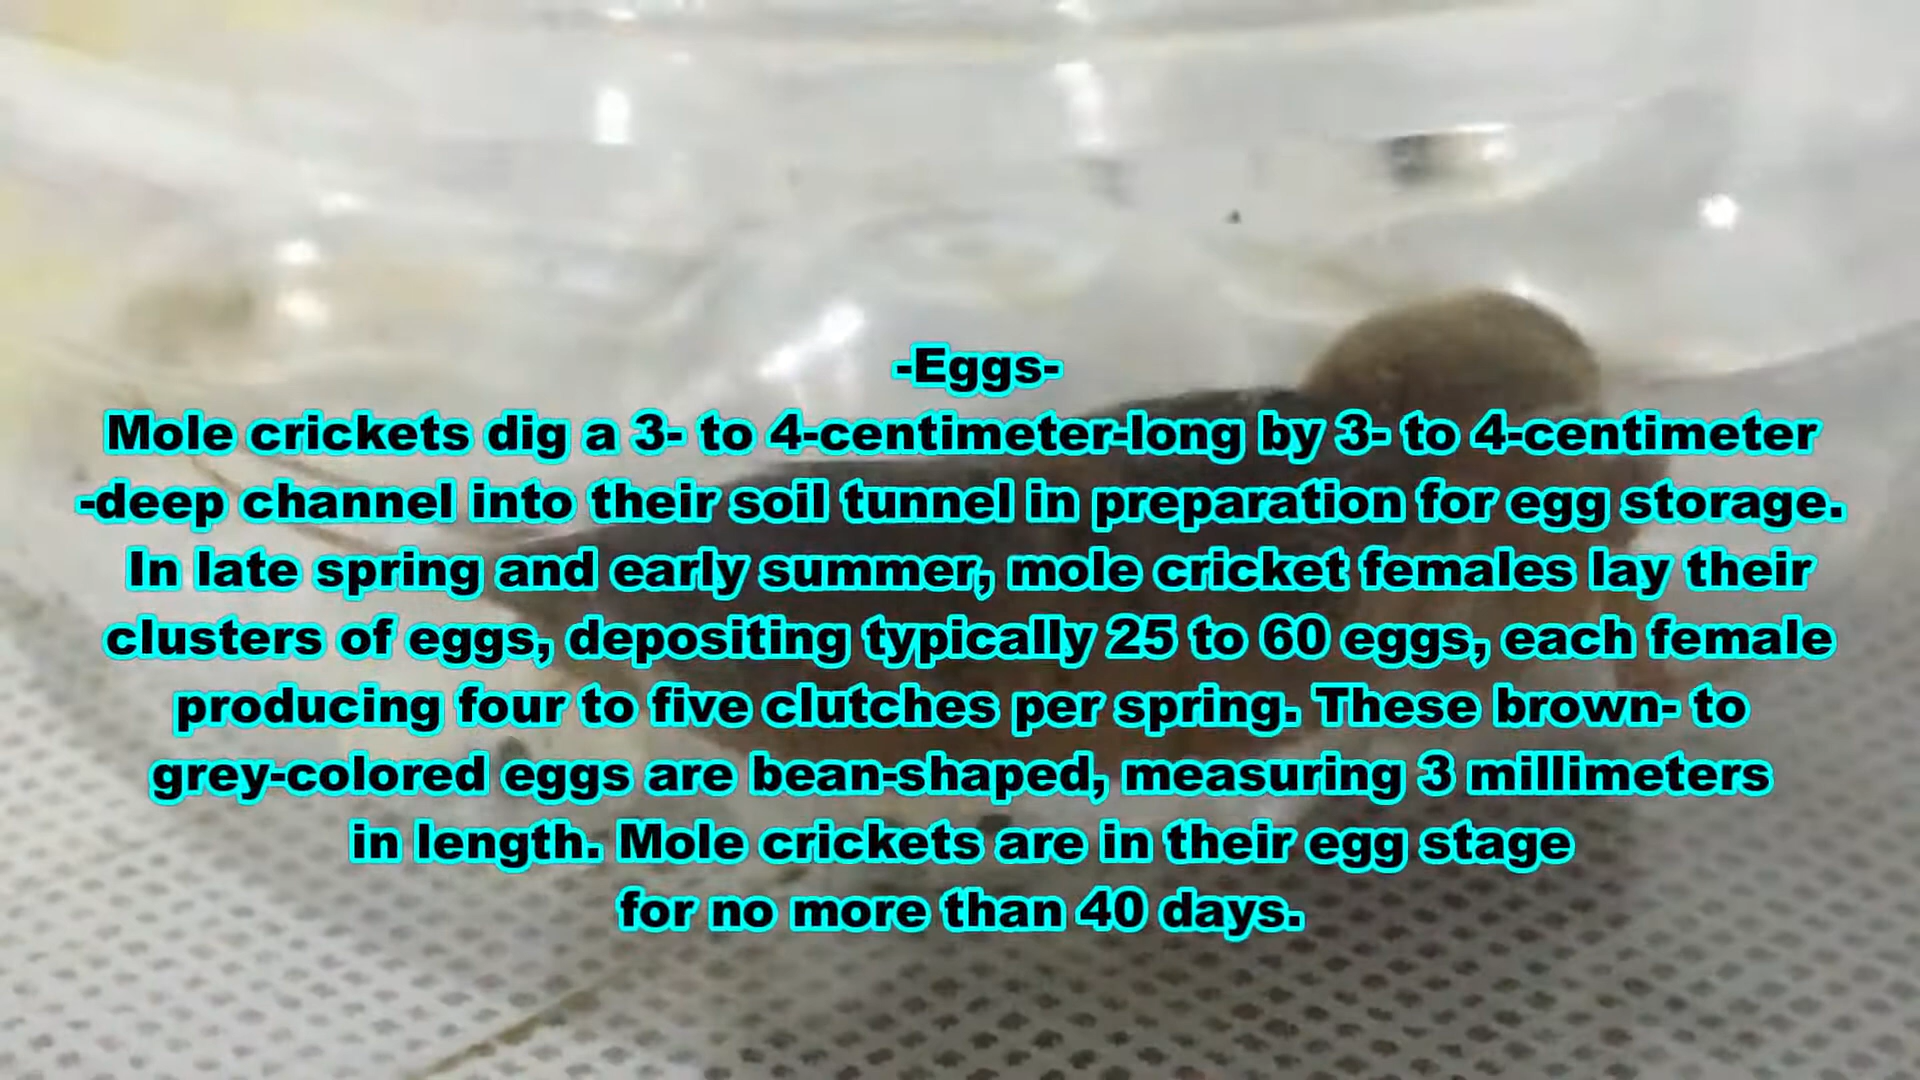 -Eggs-
Mole crickets dig a 3- to 4-centimeter-long by 3- to 4-centimeter
-deep channel into their soil tunnel in preparation for egg storage.
In late spring and early summer, mole cricket females lay their
clusters of eggs, depositing typically 25 to 60 eggs, each female
producing four to five clutches per spring. These brown- to
grey-colored eggs are bean-shaped, measuring 3 millimeters
in length. Mole crickets are in their egg stage
for no more than 40 days.